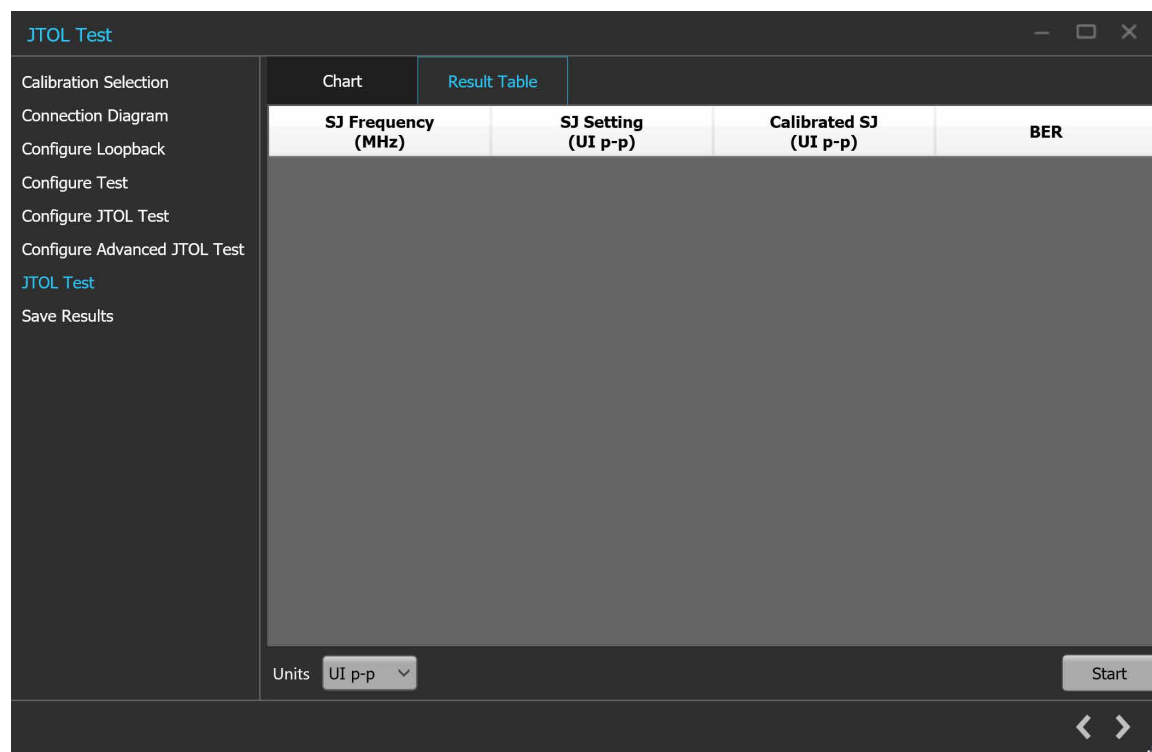 JTOL Test
Calibration Selection
Connection Diagram
Configure Loopback
Configure Test
Configure JTOL Test
Configure Advanced JTOL Test
JTOL Test
Save Results
Chart
Result Table
SJ Frequency
(MHz)
SJ Setting
(UI p-p)
Calibrated SJ
(UI p-p)
BER
Units
UI p-p
Start